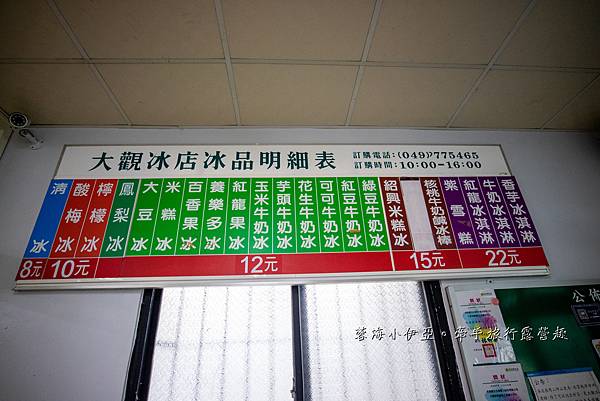 大觀冰店冰品明細表
訂購電話:(049)2775465
訂購時間:10:00-16:00
清冰
酸梅冰
檸檬冰
鳳梨冰
大豆冰
米糕冰
百香果冰
養樂多冰
紅龍果冰
玉米牛奶冰
芋頭牛奶冰
花生牛奶冰
可可牛奶冰
紅豆牛奶冰
綠豆牛奶冰
紹興米糕冰
核桃牛奶鹹冰棒
紫雪糕
紅龍冰淇淋
牛奶冰淇淋
香芋冰淇淋
8元
10元
12元
15元
22元
蓉海小伊亞。牽手旅行露營趣
公佈